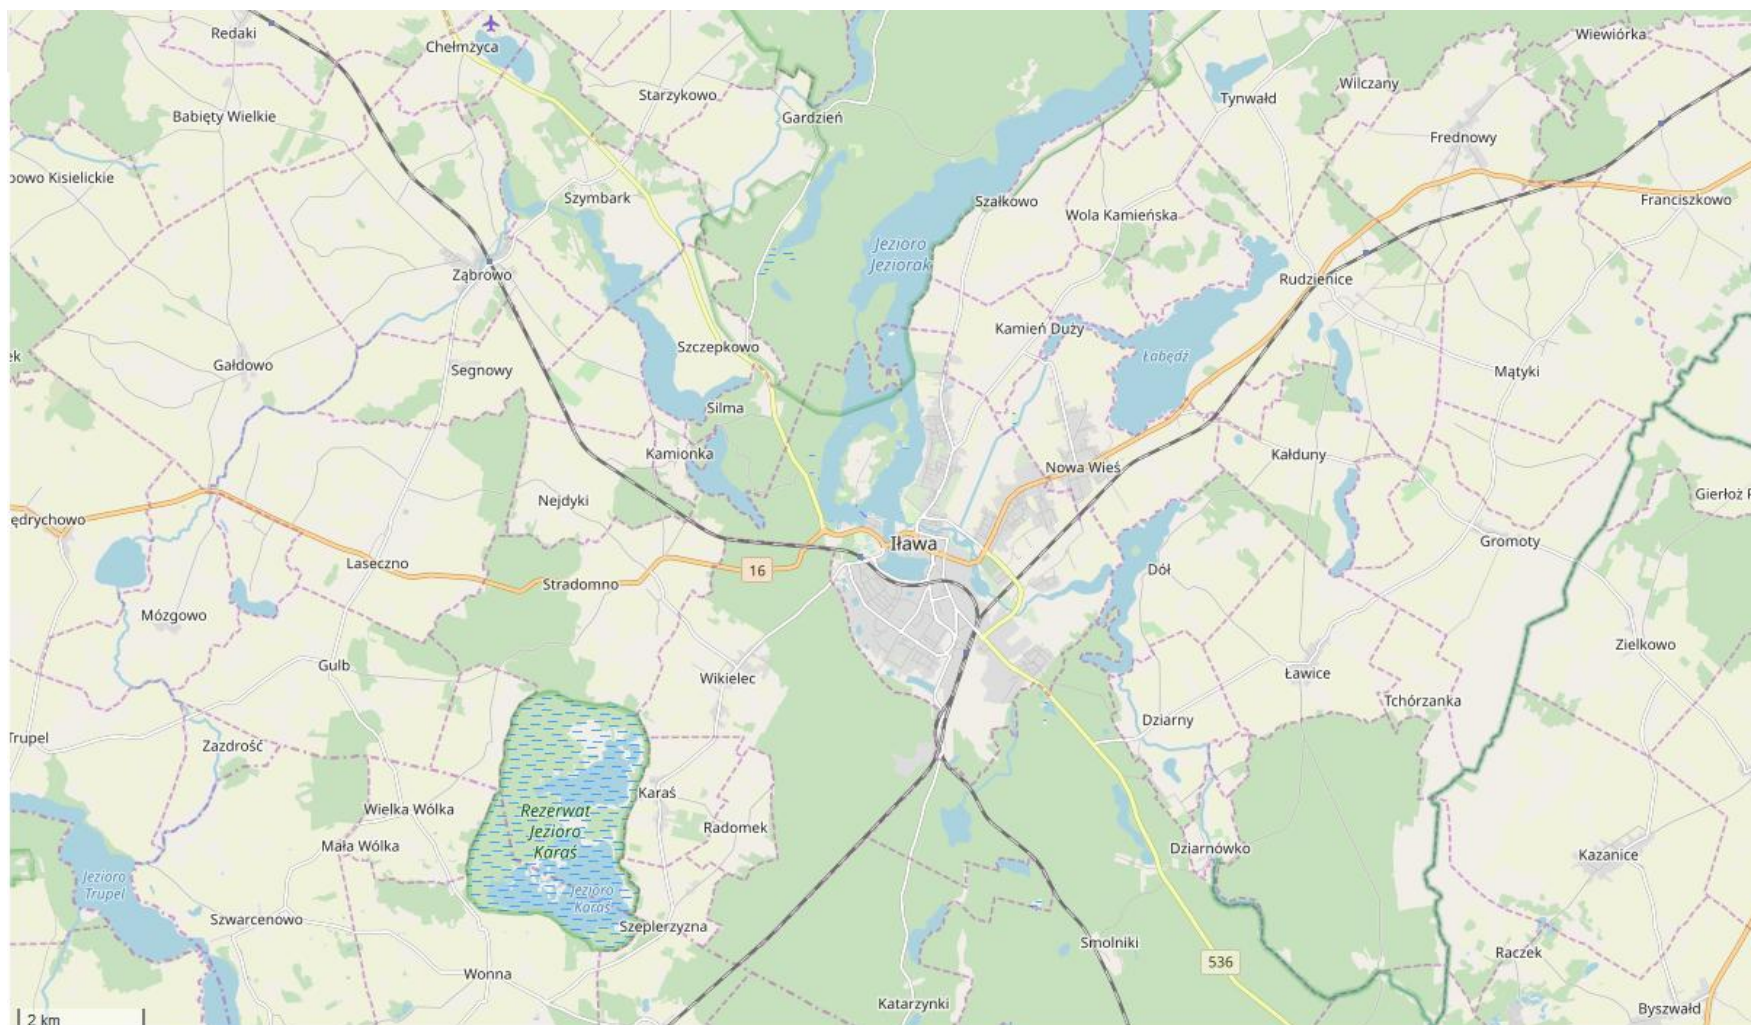 Redaki
Chełmżyca
Wiewiórka
Starzykowo
Wilczany
Tynwałd
Babięty Wielkie
Gardzień
Frednowy
Szymbark
Szałkowo
Franciszkowo
Wola Kamieńska
Jezioro
Jeziorak
Ząbrowo
Rudzienice
Kamień Duży
Szczepkowo
Łabędź
Gałdowo
Segnowy
Mątyki
Silma
Kamionka
Kałduny
Nowa Wieś
Nejdyki
Gierłoż
ędrychowo
Iława
Gromoty
Laseczno
16
Dół
Stradomno
Mózgowo
Zielkowo
Gulb
Wikielec
Ławice
Tchórzanka
Dziarny
Trupel
Zazdrość
Karaś
Wielka Wólka
Rezerwat
Jezioro
Karaś
Radomek
Mała Wólka
Dziarnówko
Kazanice
Jezioro
Trupel
Jezioro
Karaś
Szwarcenowo
Szeplerzyzna
Smolniki
Raczek
536
Wonna
Katarzynki
Byszwałd
2 km